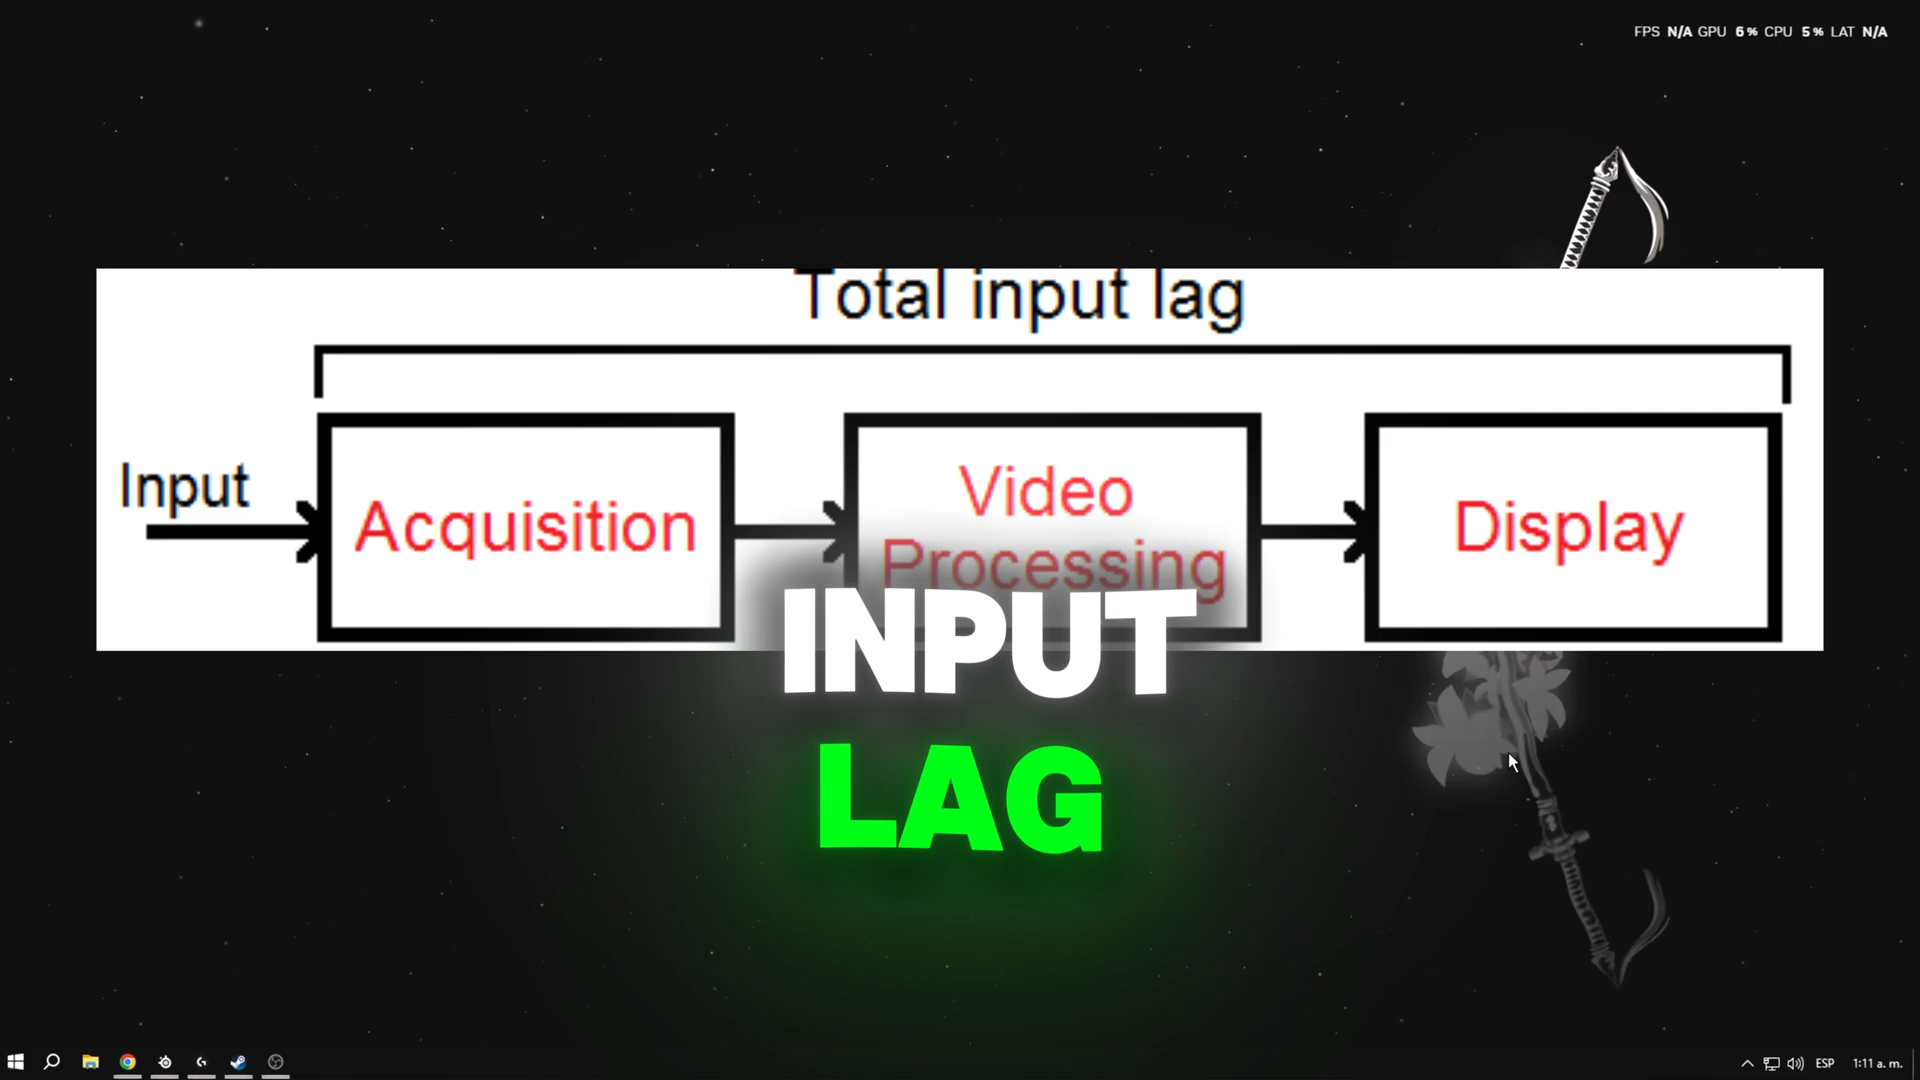 FPS N/A GPU 6% CPU 5% LAT N/A
Total input lag
Input
Acquisition
Video
Processing
Display
INPUT
LAG
ESP
1:11 a. m.